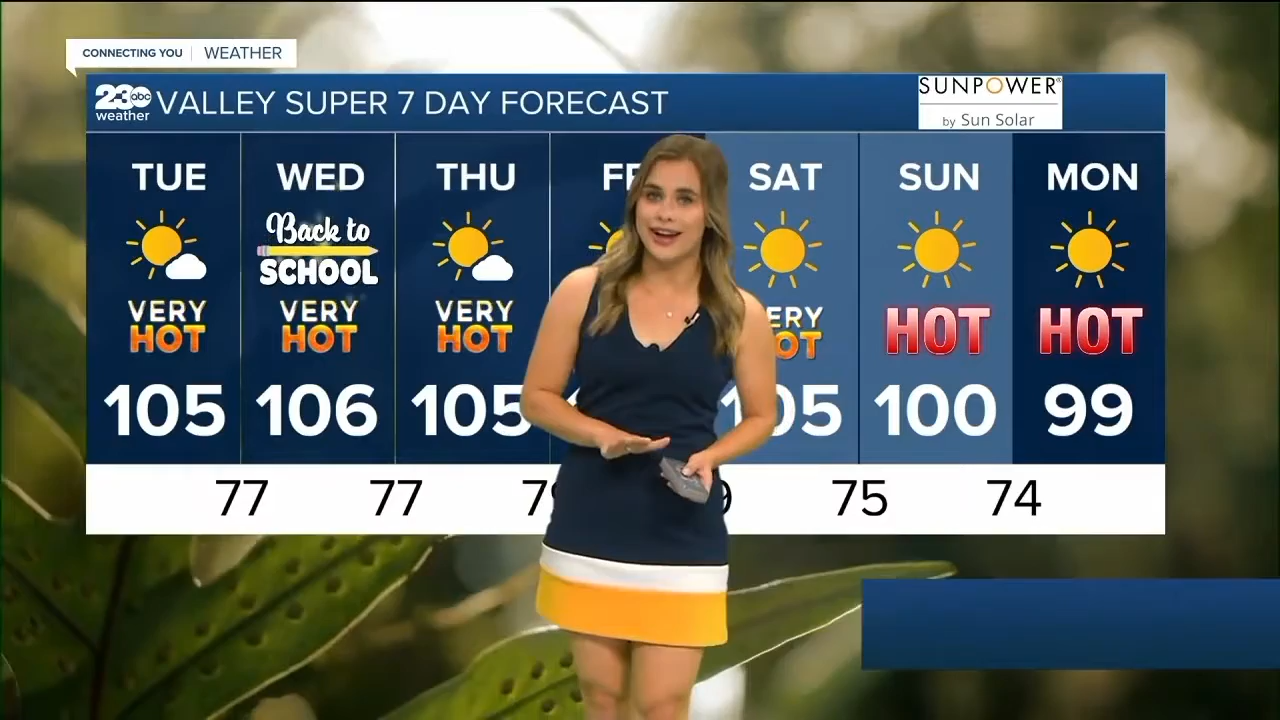 CONNECTING YOU | WEATHER
23 abc
weather
VALLEY SUPER 7 DAY FORECAST
SUNPOWER®
by Sun Solar
TUE WED THU SAT SUN MON
Back to
SCHOOL
VERY VERY VERY
HOT HOT HOT HOT HOT
105 106 105 105 100 99
77 77 75 74